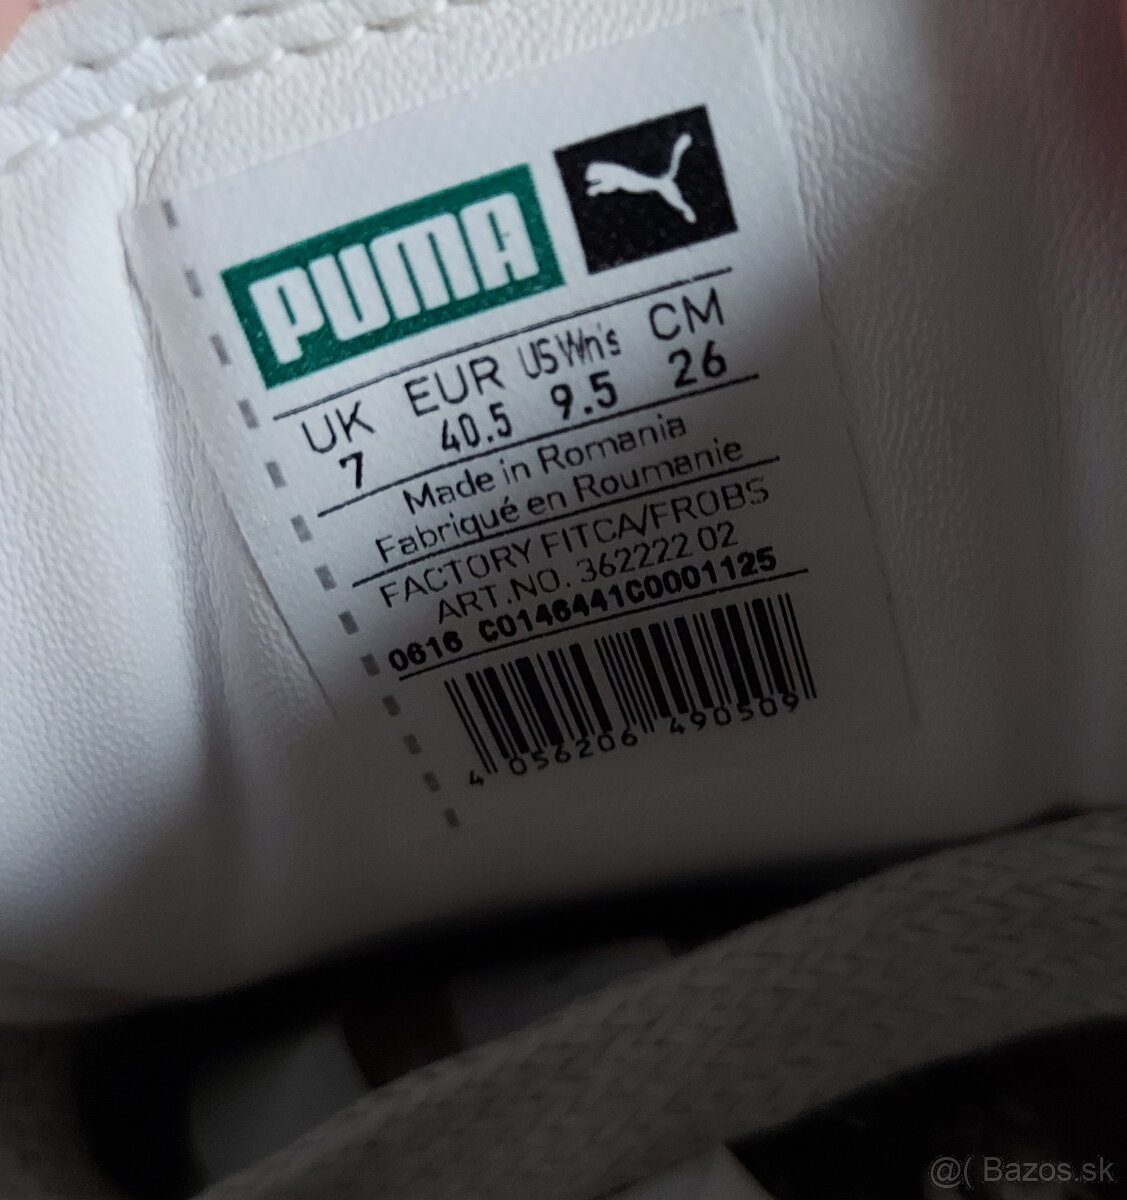 PUMA
UK EUR US Wn's CM
7 40.5 9.5 26
Made in Romania
Fabriqué en Roumanie
FACTORY FITCA/FROBS
ART.NO. 362222 02
0616 C0146441C0001125
4 056206 490509
@( Bazos.sk